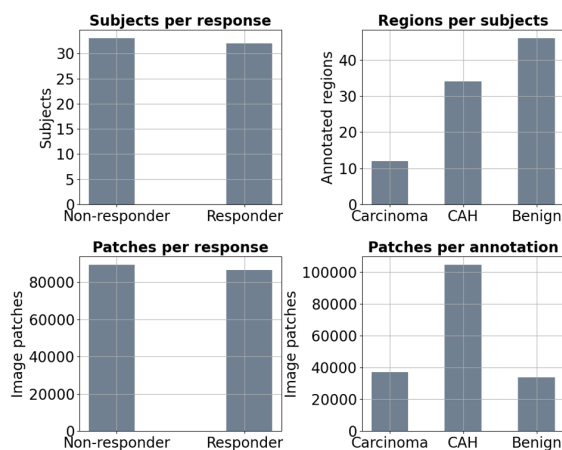 Subjects per response
Subjects
30
25
20
15
10
5
0
Non-responder Responder
Regions per subjects
Annotated regions
40
30
20
10
0
Carcinoma CAH Benign
Patches per response
Image patches
80000
60000
40000
20000
0
Non-responder Responder
Patches per annotation
Image patches
100000
80000
60000
40000
20000
0
Carcinoma CAH Benign